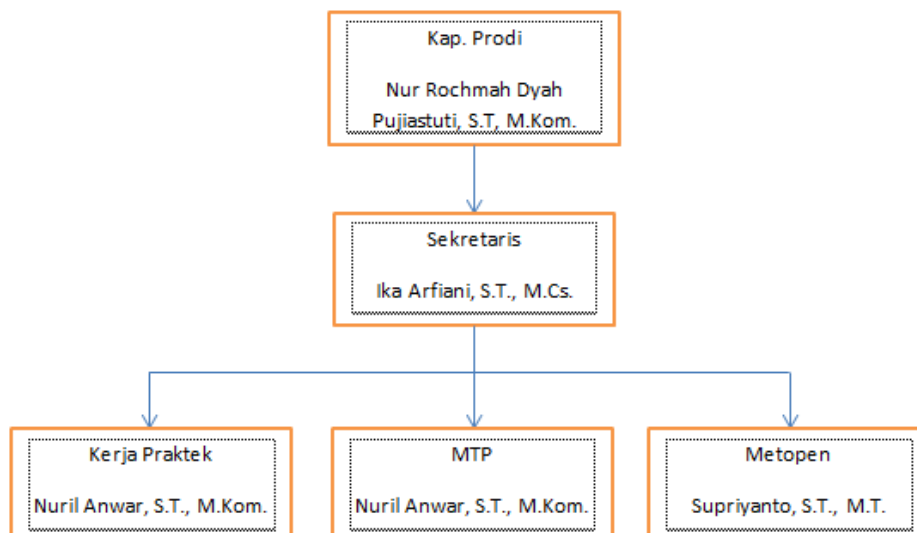 Kap. Prodi
Nur Rochmah Dyah
Pujiastuti, S.T, M.Kom.
Sekretaris
Ika Arfiani, S.T., M.Cs.
Kerja Praktek
Nuril Anwar, S.T., M.Kom.
MTP
Nuril Anwar, S.T., M.Kom.
Metopen
Supriyanto, S.T., M.T.